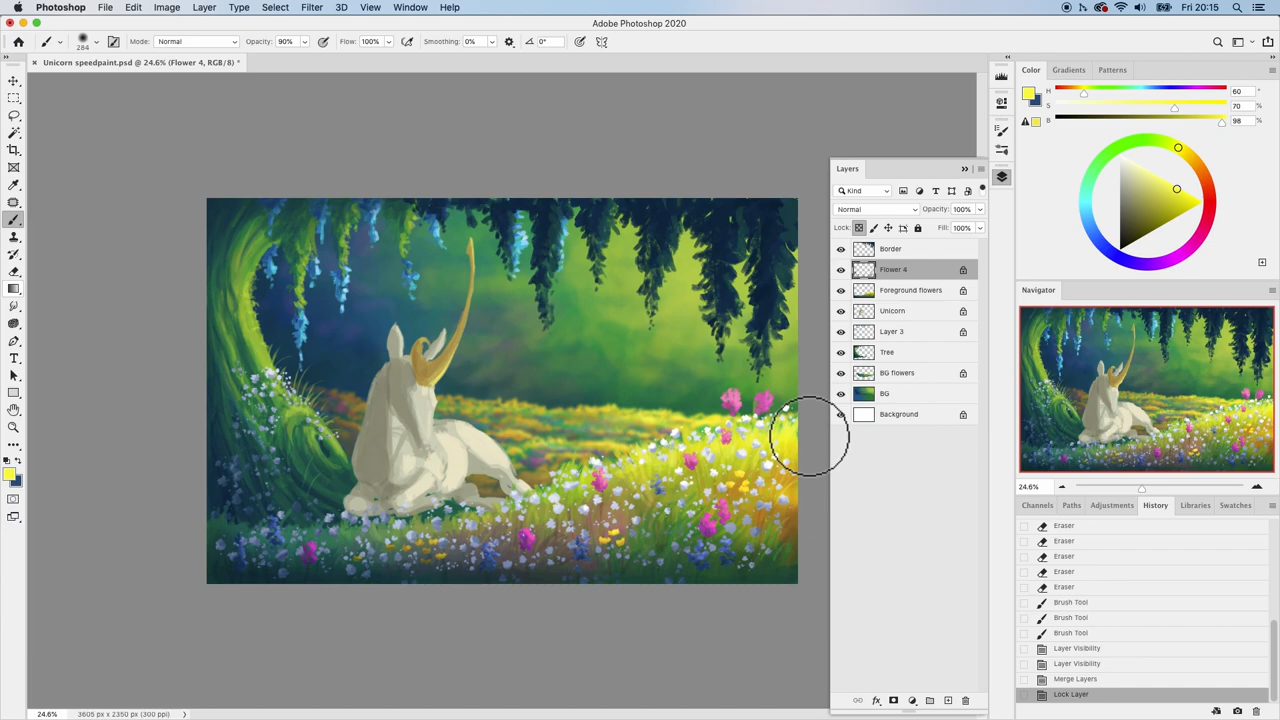 Photoshop File Edit Image Layer Type Select Filter 3D View Window Help Fri 20:15
Adobe Photoshop 2020
284 Mode: Normal Opacity: 90% Flow: 100% Smoothing: 0% 0°
Unicorn speedpaint.psd @ 24.6% (Flower 4, RGB/8) *
Color Gradients Patterns
H 60 °
S 70 %
B 98 %
Layers
Kind
Normal Opacity: 100%
Lock: Fill: 100%
Border
Flower 4
Foreground flowers
Unicorn
Layer 3
Tree
BG flowers
BG
Background
Navigator
24.6%
Channels Paths Adjustments History Libraries Swatches
Eraser
Eraser
Eraser
Eraser
Eraser
Brush Tool
Brush Tool
Brush Tool
Layer Visibility
Layer Visibility
Merge Layers
Lock Layer
24.6% 3605 px x 2350 px (300 ppi)